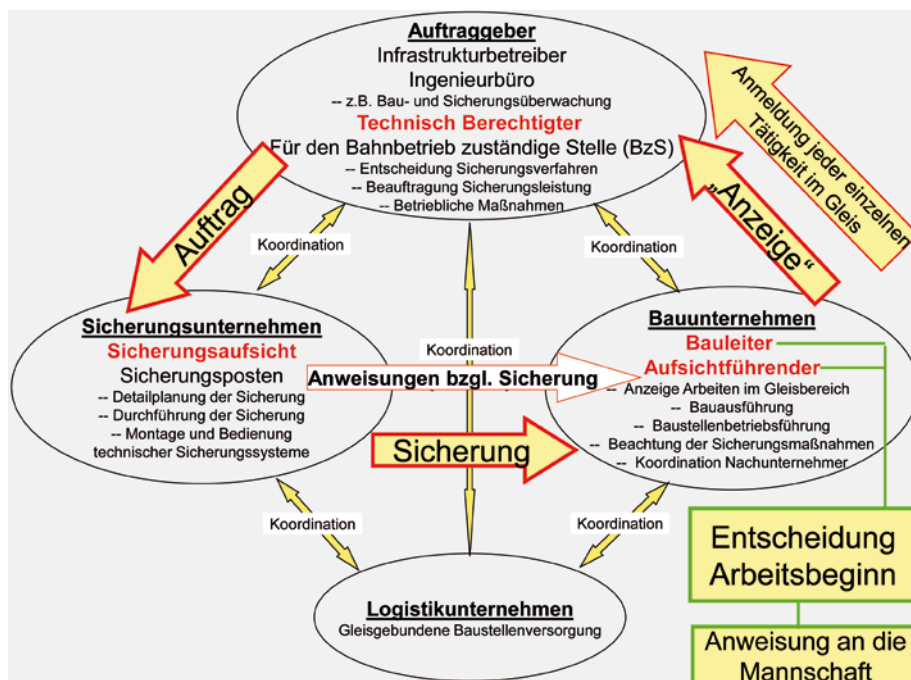 Auftraggeber
Infrastrukturbetreiber
Ingenieurbüro
-- z.B. Bau- und Sicherungsüberwachung
Technisch Berechtigter
Für den Bahnbetrieb zuständige Stelle (BzS)
-- Entscheidung Sicherungsverfahren
-- Beauftragung Sicherungsleistung
-- Betriebliche Maßnahmen
Anmeldung jeder einzelnen
Tätigkeit im Gleis
„Anzeige“
Auftrag
Koordination
Koordination
Sicherungsunternehmen
Sicherungsaufsicht
Sicherungsposten
-- Detailplanung der Sicherung
-- Durchführung der Sicherung
-- Montage und Bedienung
technischer Sicherungssysteme
Koordination
Anweisungen bzgl. Sicherung
Sicherung
Bauunternehmen
Bauleiter
Aufsichtführender
-- Anzeige Arbeiten im Gleisbereich
-- Bauausführung
-- Baustellenbetriebsführung
-- Beachtung der Sicherungsmaßnahmen
-- Koordination Nachunternehmer
Koordination
Koordination
Entscheidung
Arbeitsbeginn
Logistikunternehmen
Gleisgebundene Baustellenversorgung
Anweisung an die
Mannschaft